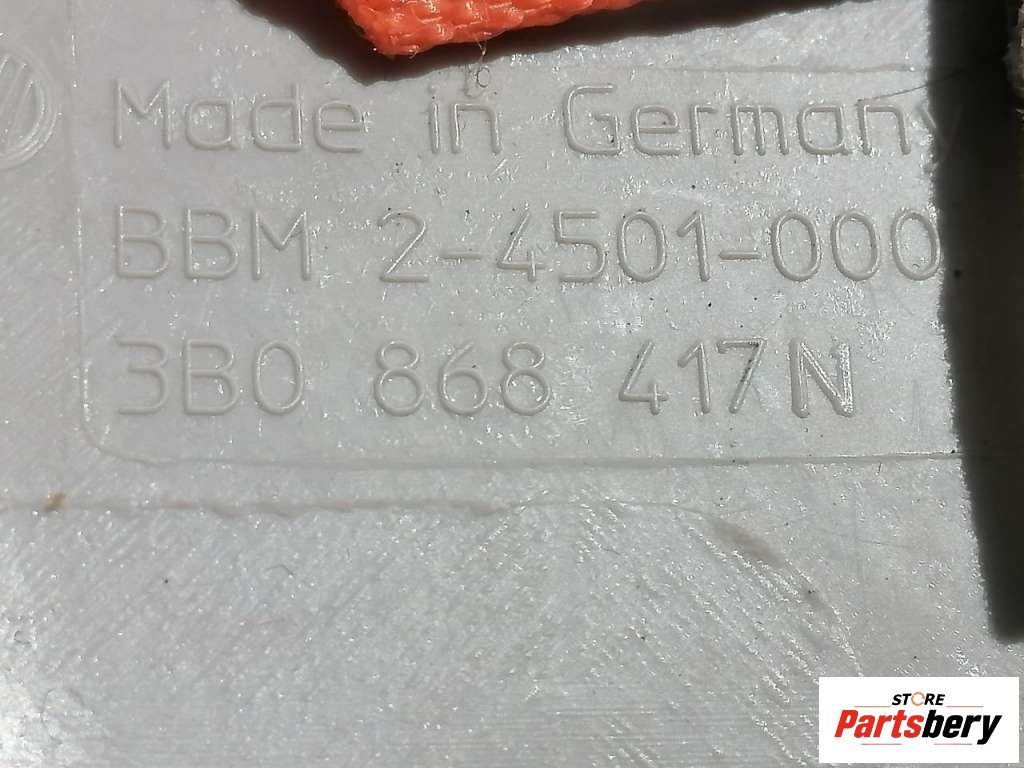 Made in Germany
BBM 2-4501-000
3B0 868 417N
STORE
Partsbery